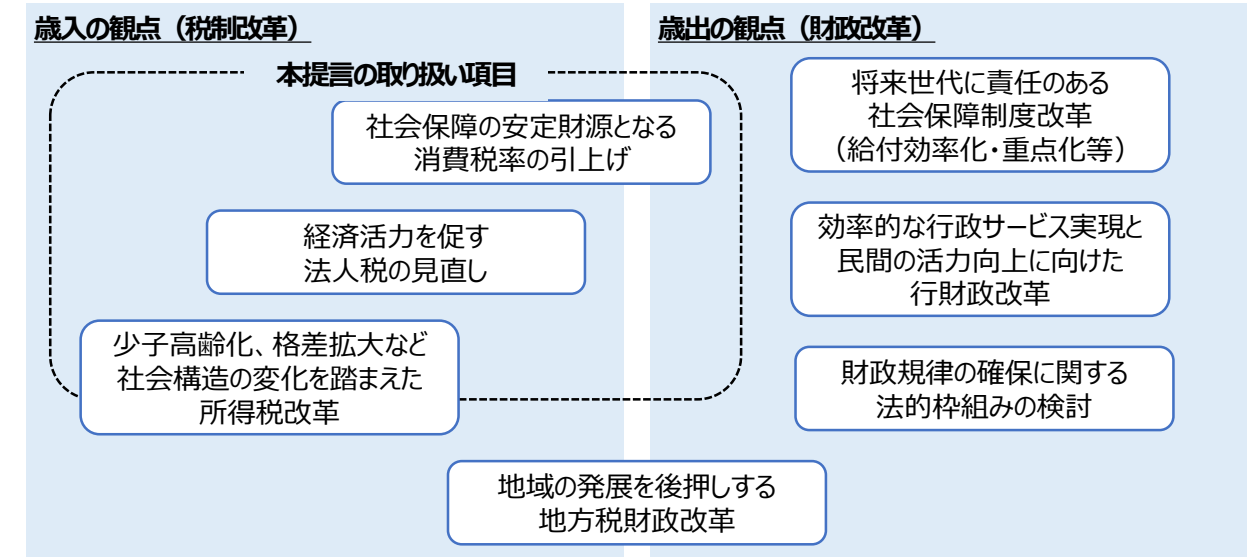 歳入の観点（税制改革）
本提言の取り扱い項目
社会保障の安定財源となる
消費税率の引上げ
経済活力を促す
法人税の見直し
少子高齢化、格差拡大など
社会構造の変化を踏まえた
所得税改革
歳出の観点（財政改革）
将来世代に責任のある
社会保障制度改革
（給付効率化・重点化等）
効率的な行政サービス実現と
民間の活力向上に向けた
行財政改革
財政規律の確保に関する
法的枠組みの検討
地域の発展を後押しする
地方税財政改革